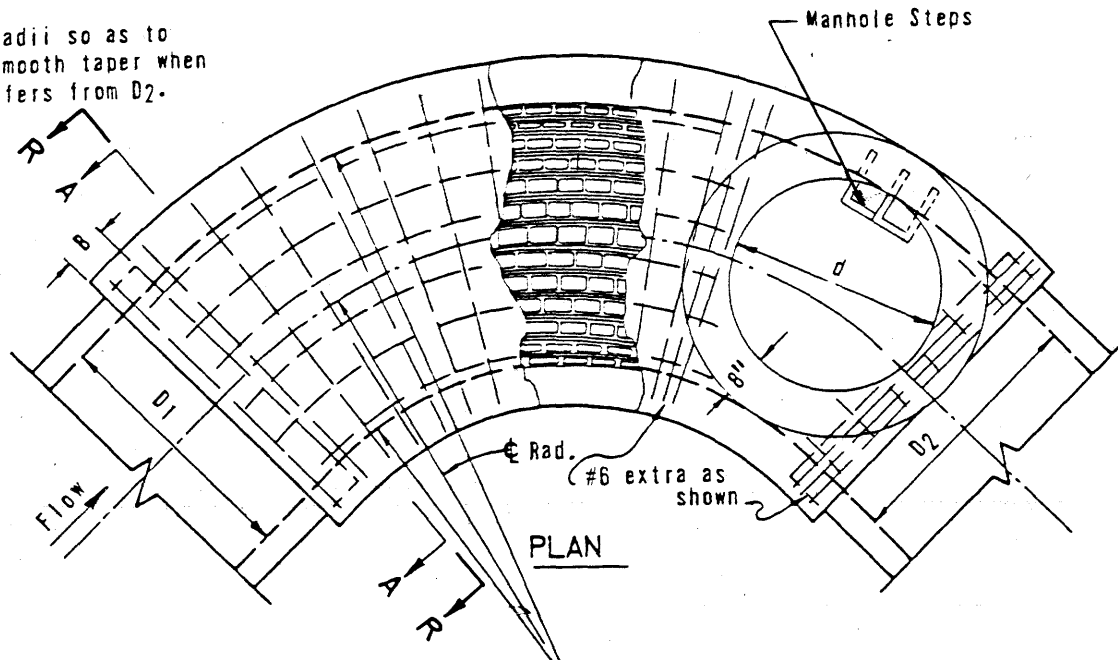 Manhole Steps
adii so as to
mooth taper when
fers from D2.
R
A
B
d
8"
D1
D2
℄ Rad.
#6 extra as
shown
Flow
PLAN
A
R